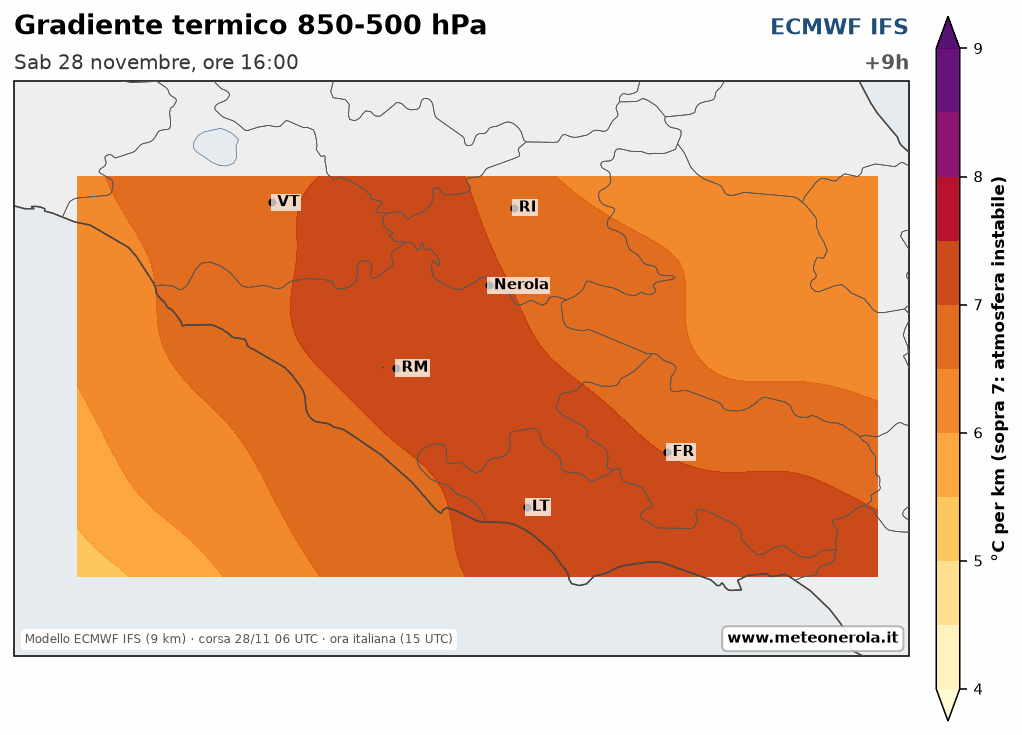 Gradiente termico 850-500 hPa
ECMWF IFS
Sab 28 novembre, ore 16:00
+9h
VT
RI
Nerola
RM
FR
LT
Modello ECMWF IFS (9 km) · corsa 28/11 06 UTC · ora italiana (15 UTC)
www.meteonerola.it
9
8
7
6
5
4
°C per km (sopra 7: atmosfera instabile)